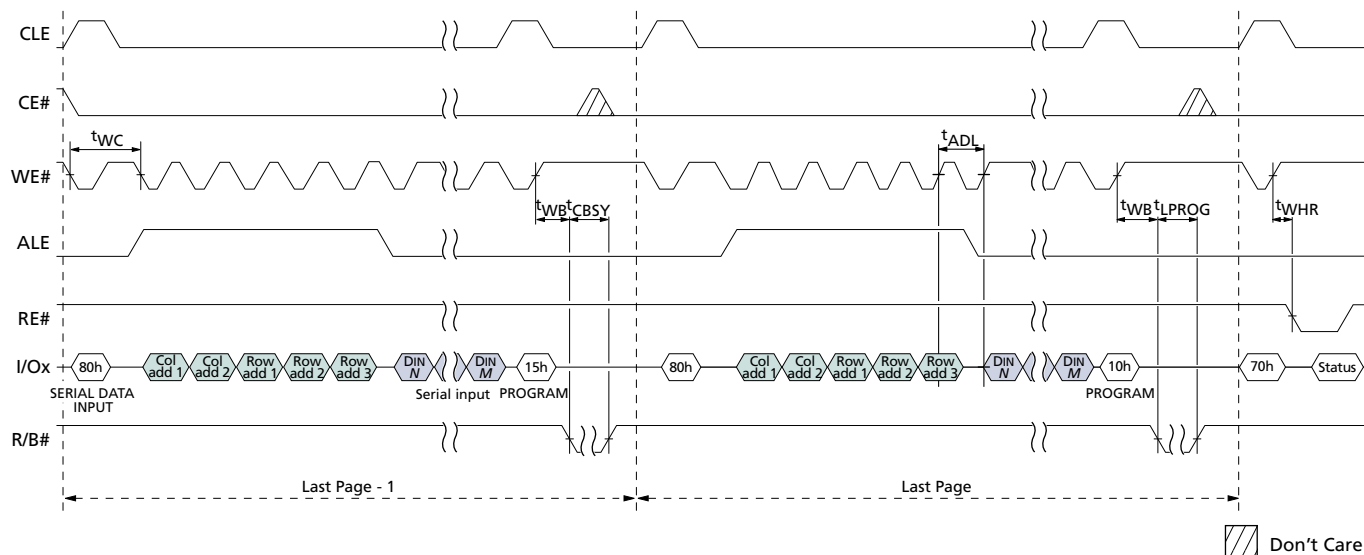 CLE
CE#
tWC
tADL
WE#
tWB tCBSY
tWB tLPROG
tWHR
ALE
RE#
I/Ox
80h
Col add 1
Col add 2
Row add 1
Row add 2
Row add 3
DIN N
DIN M
15h
80h
Col add 1
Col add 2
Row add 1
Row add 2
Row add 3
DIN N
DIN M
10h
70h
Status
SERIAL DATA
INPUT
Serial input
PROGRAM
PROGRAM
R/B#
Last Page - 1
Last Page
Don't Care